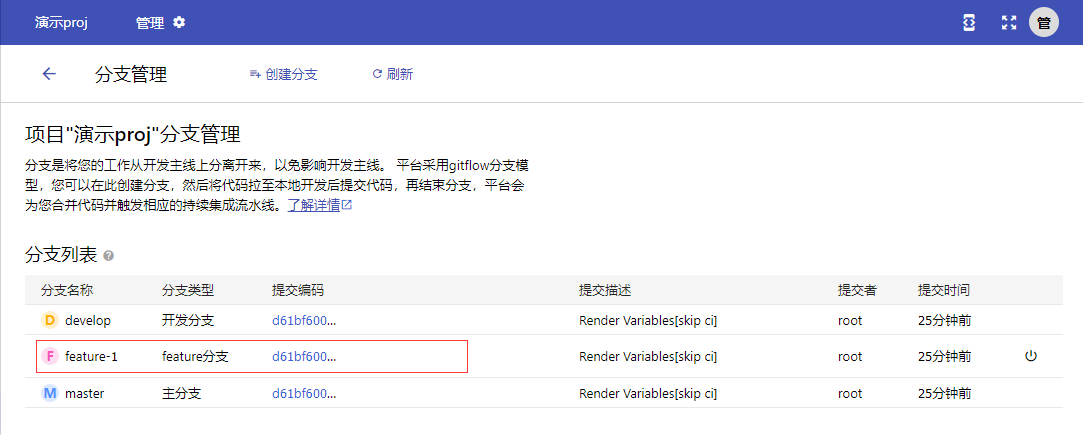 演示proj 管理 管
分支管理 创建分支 刷新
项目"演示proj"分支管理
分支是将您的工作从开发主线上分离开来，以免影响开发主线。 平台采用gitflow分支模
型，您可以在此创建分支，然后将代码拉至本地开发后提交代码，再结束分支，平台会
为您合并代码并触发相应的持续集成流水线。了解详情
分支列表 ?
分支名称 分支类型 提交编码 提交描述 提交者 提交时间
D develop 开发分支 d61bf600... Render Variables[skip ci] root 25分钟前
F feature-1 feature分支 d61bf600... Render Variables[skip ci] root 25分钟前
M master 主分支 d61bf600... Render Variables[skip ci] root 25分钟前